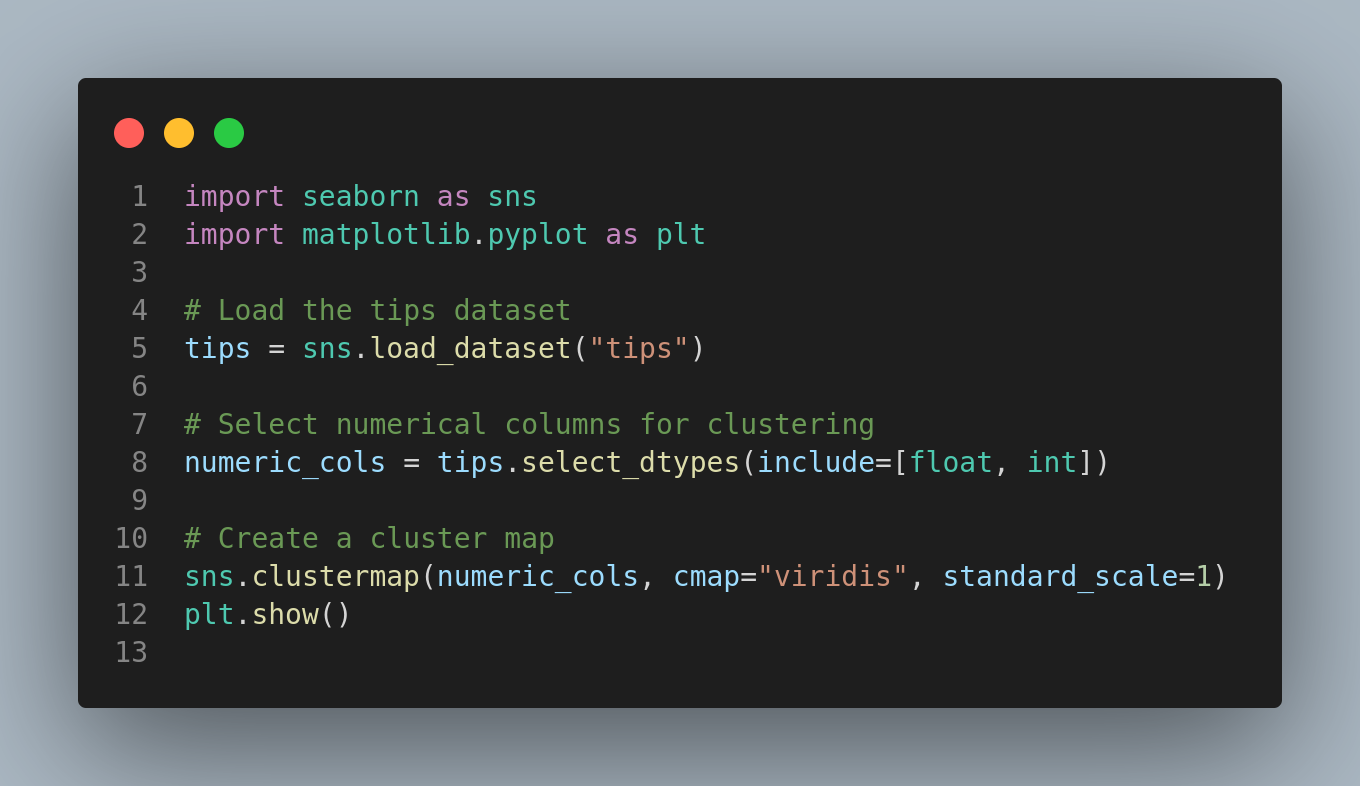 1 import seaborn as sns
2 import matplotlib.pyplot as plt
3
4 # Load the tips dataset
5 tips = sns.load_dataset("tips")
6
7 # Select numerical columns for clustering
8 numeric_cols = tips.select_dtypes(include=[float, int])
9
10 # Create a cluster map
11 sns.clustermap(numeric_cols, cmap="viridis", standard_scale=1)
12 plt.show()
13